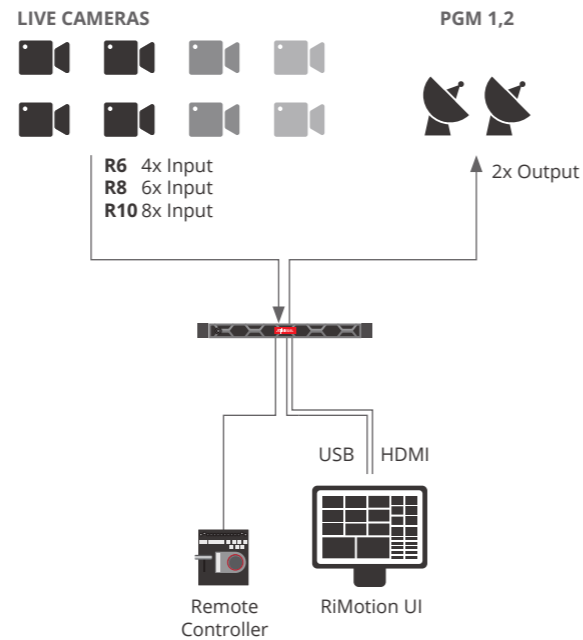 LIVE CAMERAS
PGM 1,2
R6 4x Input
R8 6x Input
R10 8x Input
2x Output
USB
HDMI
Remote
Controller
RiMotion UI